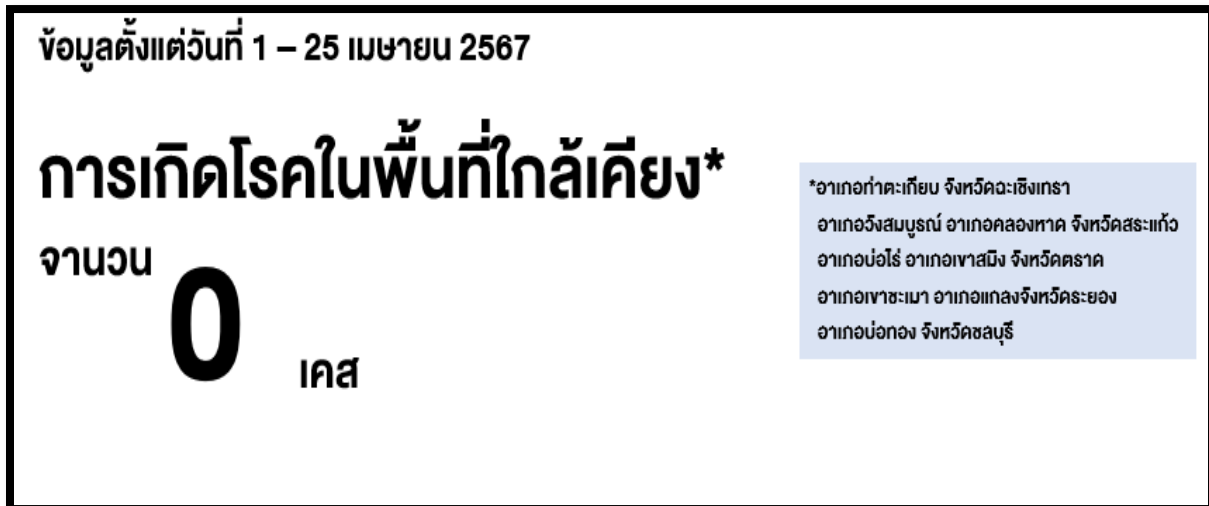 ข้อมูลตั้งแต่วันที่ 1 – 25 เมษายน 2567
การเกิดโรคในพื้นที่ใกล้เคียง*
จำนวน 0 เคส
*อำเภอท่าตะเกียบ จังหวัดฉะเชิงเทรา
อำเภอวังสมบูรณ์ อำเภอคลองหาด จังหวัดสระแก้ว
อำเภอบ่อไร่ อำเภอเขาสมิง จังหวัดตราด
อำเภอเขาชะเมา อำเภอแกลงจังหวัดระยอง
อำเภอบ่อทอง จังหวัดชลบุรี